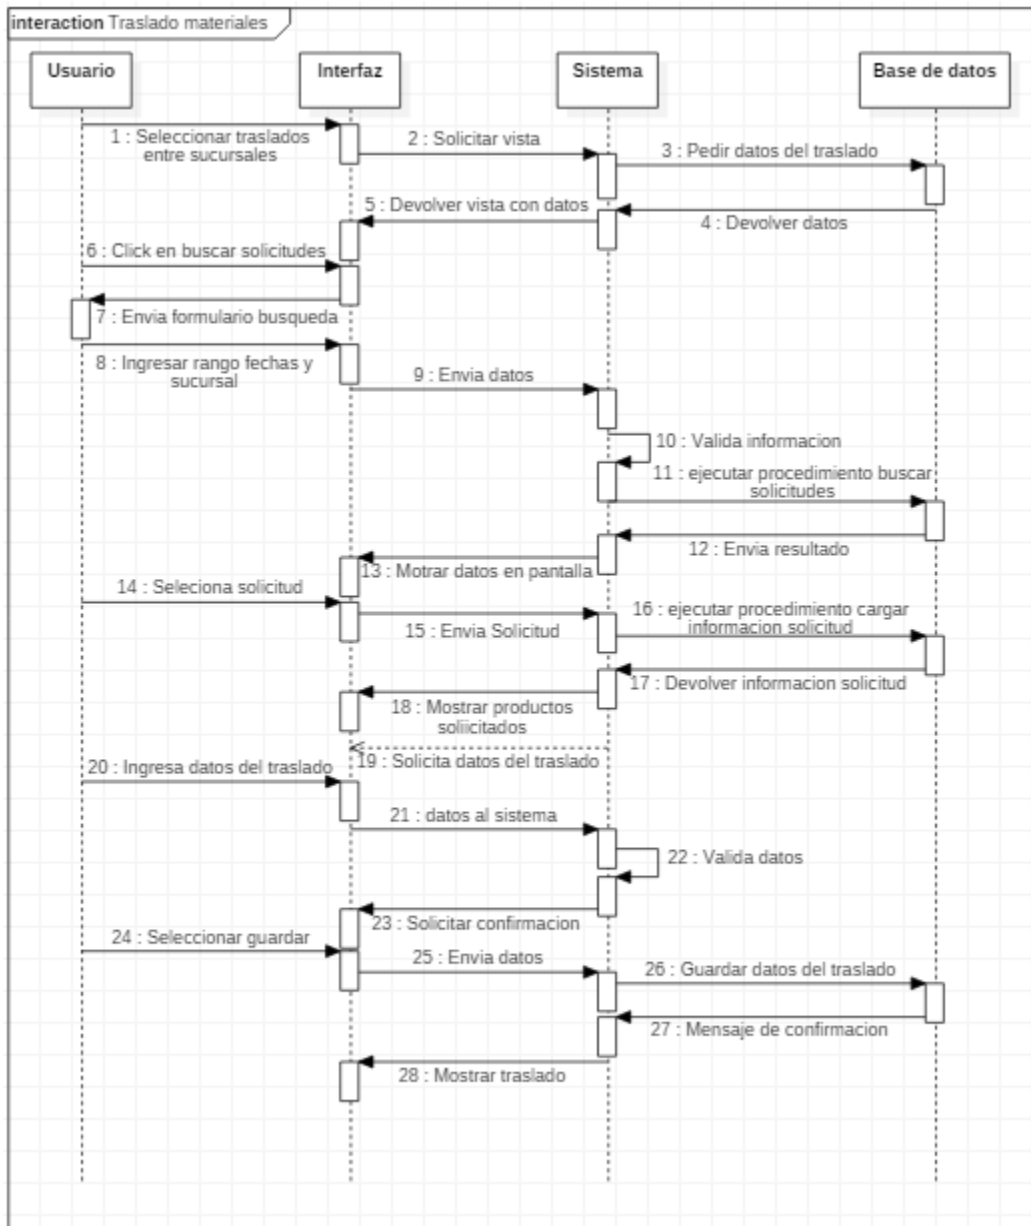 interaction Traslado materiales
Usuario
Interfaz
Sistema
Base de datos
1 : Seleccionar traslados
entre sucursales
2 : Solicitar vista
3 : Pedir datos del traslado
4 : Devolver datos
5 : Devolver vista con datos
6 : Click en buscar solicitudes
7 : Envia formulario busqueda
8 : Ingresar rango fechas y
sucursal
9 : Envia datos
10 : Valida informacion
11 : ejecutar procedimiento buscar
solicitudes
12 : Envia resultado
13 : Motrar datos en pantalla
14 : Seleciona solicitud
15 : Envia Solicitud
16 : ejecutar procedimiento cargar
informacion solicitud
17 : Devolver informacion solicitud
18 : Mostrar productos
soliicitados
19 : Solicita datos del traslado
20 : Ingresa datos del traslado
21 : datos al sistema
22 : Valida datos
23 : Solicitar confirmacion
24 : Seleccionar guardar
25 : Envia datos
26 : Guardar datos del traslado
27 : Mensaje de confirmacion
28 : Mostrar traslado